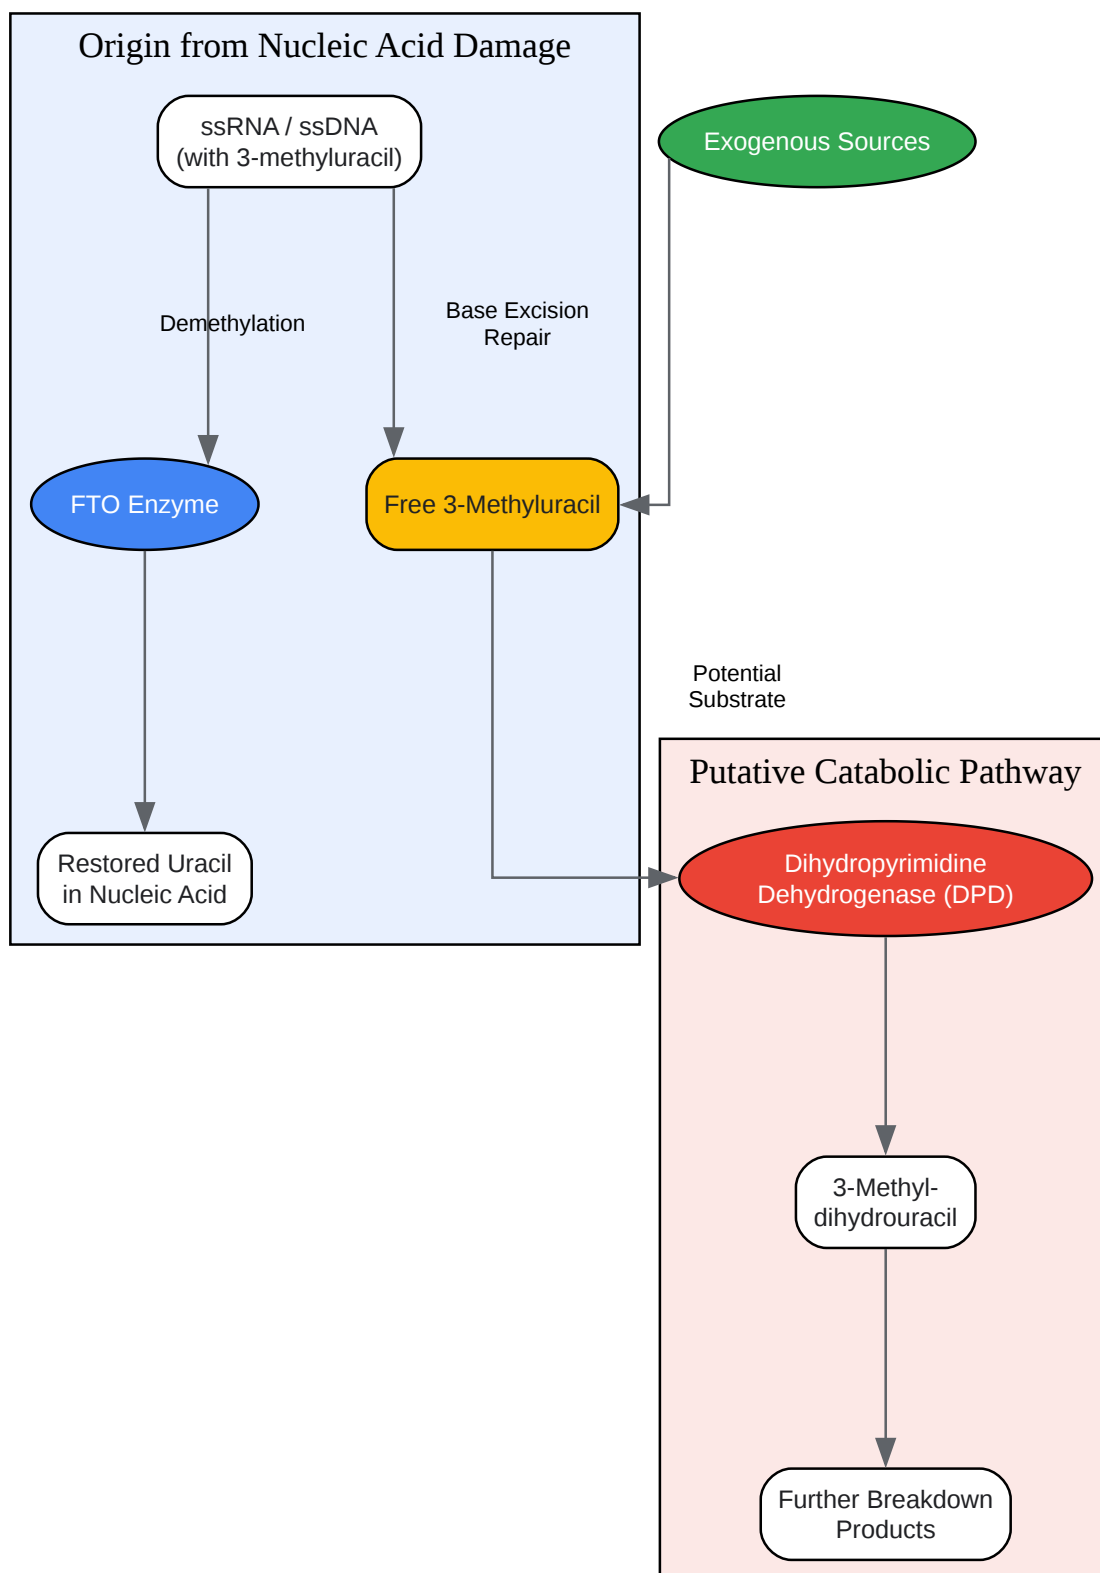 Origin from Nucleic Acid Damage
ssRNA / ssDNA
(with 3-methyluracil)
Exogenous Sources
Demethylation
Base Excision
Repair
FTO Enzyme
Free 3-Methyluracil
Potential
Substrate
Putative Catabolic Pathway
Restored Uracil
in Nucleic Acid
Dihydropyrimidine
Dehydrogenase (DPD)
3-Methyl-
dihydrouracil
Further Breakdown
Products